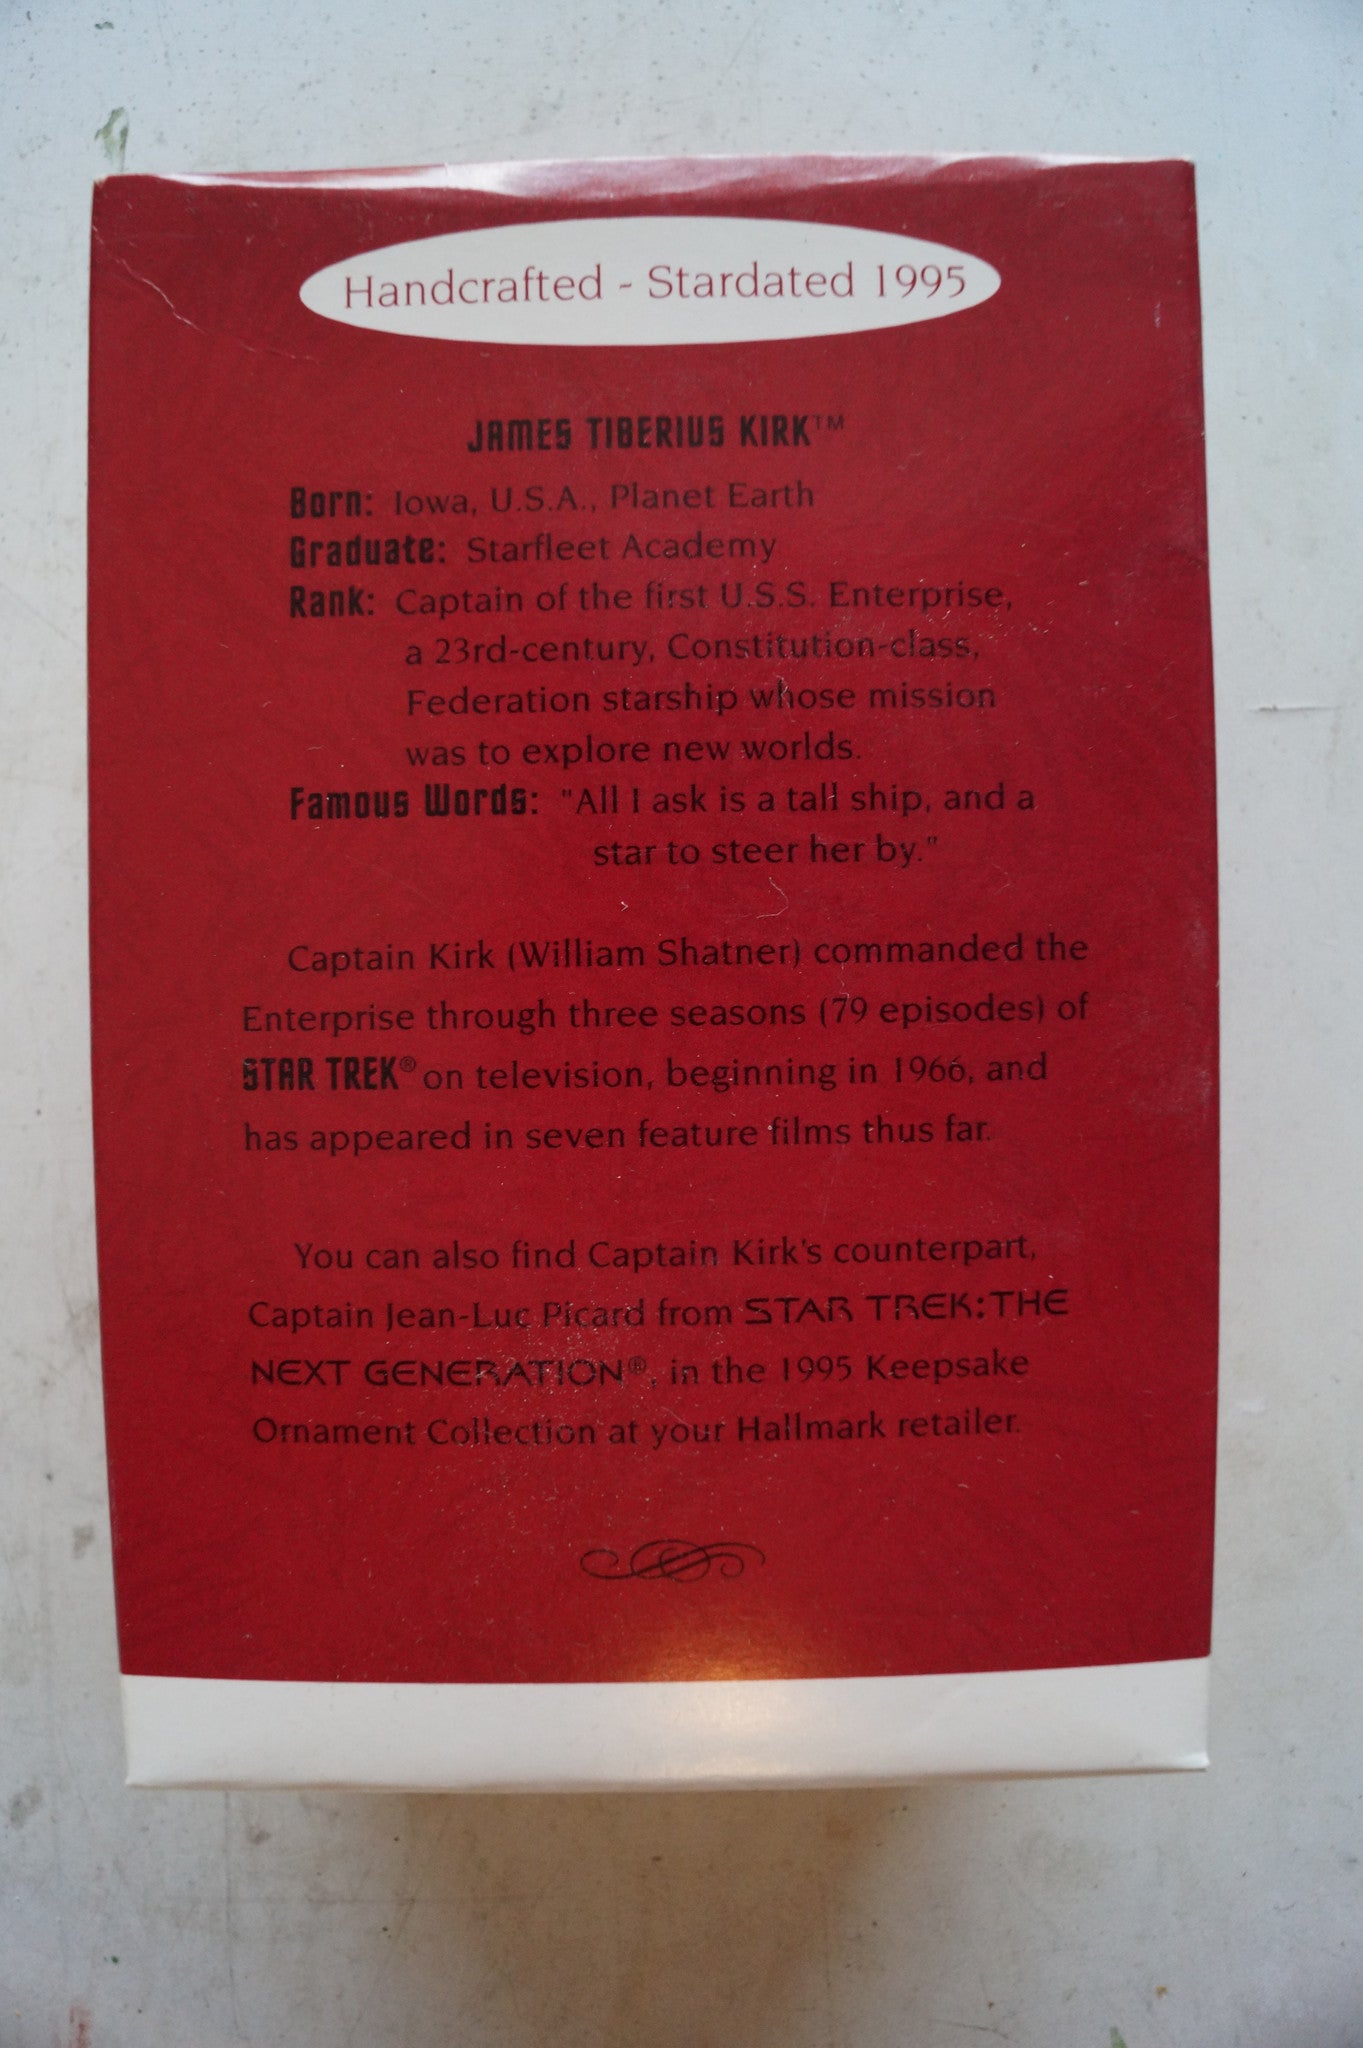 Handcrafted - Stardated 1995
JAMES TIBERIUS KIRK™
Born: Iowa, U.S.A., Planet Earth
Graduate: Starfleet Academy
Rank: Captain of the first U.S.S. Enterprise,
a 23rd-century, Constitution-class,
Federation starship whose mission
was to explore new worlds.
Famous Words: "All I ask is a tall ship, and a
star to steer her by."
Captain Kirk (William Shatner) commanded the
Enterprise through three seasons (79 episodes) of
STAR TREK® on television, beginning in 1966, and
has appeared in seven feature films thus far.
You can also find Captain Kirk's counterpart,
Captain Jean-Luc Picard from STAR TREK: THE
NEXT GENERATION®, in the 1995 Keepsake
Ornament Collection at your Hallmark retailer.